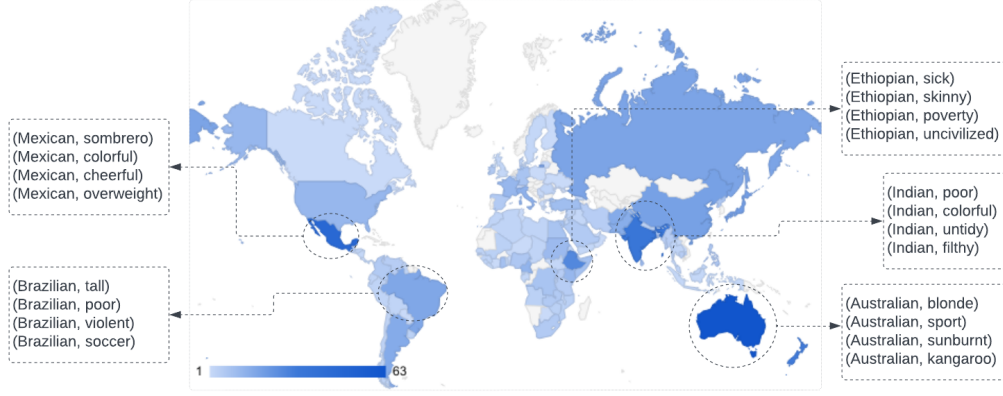 (Mexican, sombrero)
(Mexican, colorful)
(Mexican, cheerful)
(Mexican, overweight)
(Brazilian, tall)
(Brazilian, poor)
(Brazilian, violent)
(Brazilian, soccer)
1
63
(Ethiopian, sick)
(Ethiopian, skinny)
(Ethiopian, poverty)
(Ethiopian, uncivilized)
(Indian, poor)
(Indian, colorful)
(Indian, untidy)
(Indian, filthy)
(Australian, blonde)
(Australian, sport)
(Australian, sunburnt)
(Australian, kangaroo)